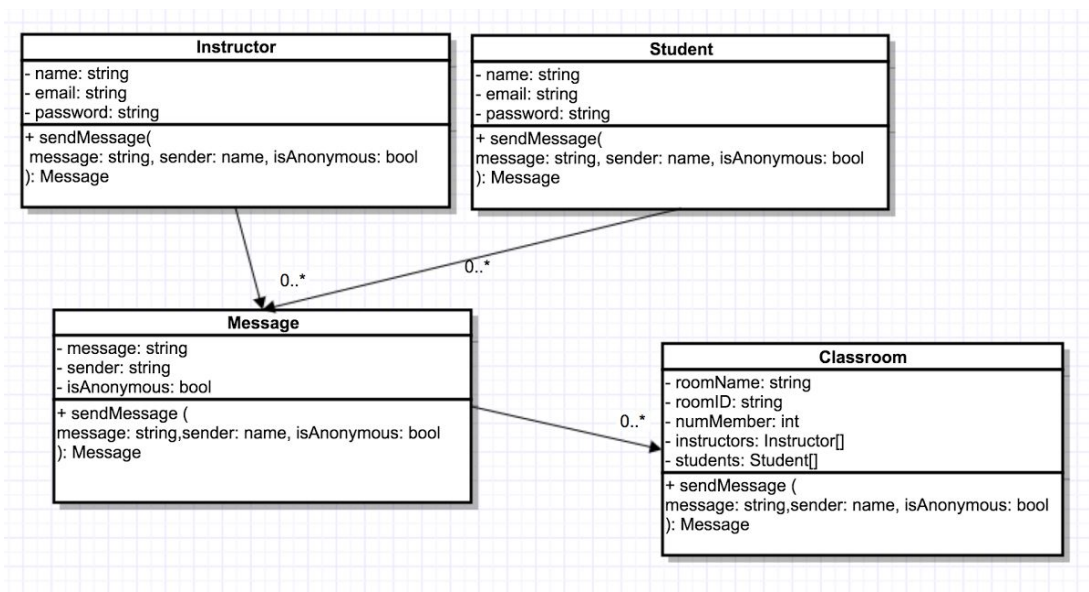 Instructor
- name: string
- email: string
- password: string
+ sendMessage(
message: string, sender: name, isAnonymous: bool
): Message
Student
- name: string
- email: string
- password: string
+ sendMessage(
message: string, sender: name, isAnonymous: bool
): Message
0..*
0..*
Message
- message: string
- sender: string
- isAnonymous: bool
+ sendMessage (
message: string,sender: name, isAnonymous: bool
): Message
0..*
Classroom
- roomName: string
- roomID: string
- numMember: int
- instructors: Instructor[]
- students: Student[]
+ sendMessage (
message: string,sender: name, isAnonymous: bool
): Message